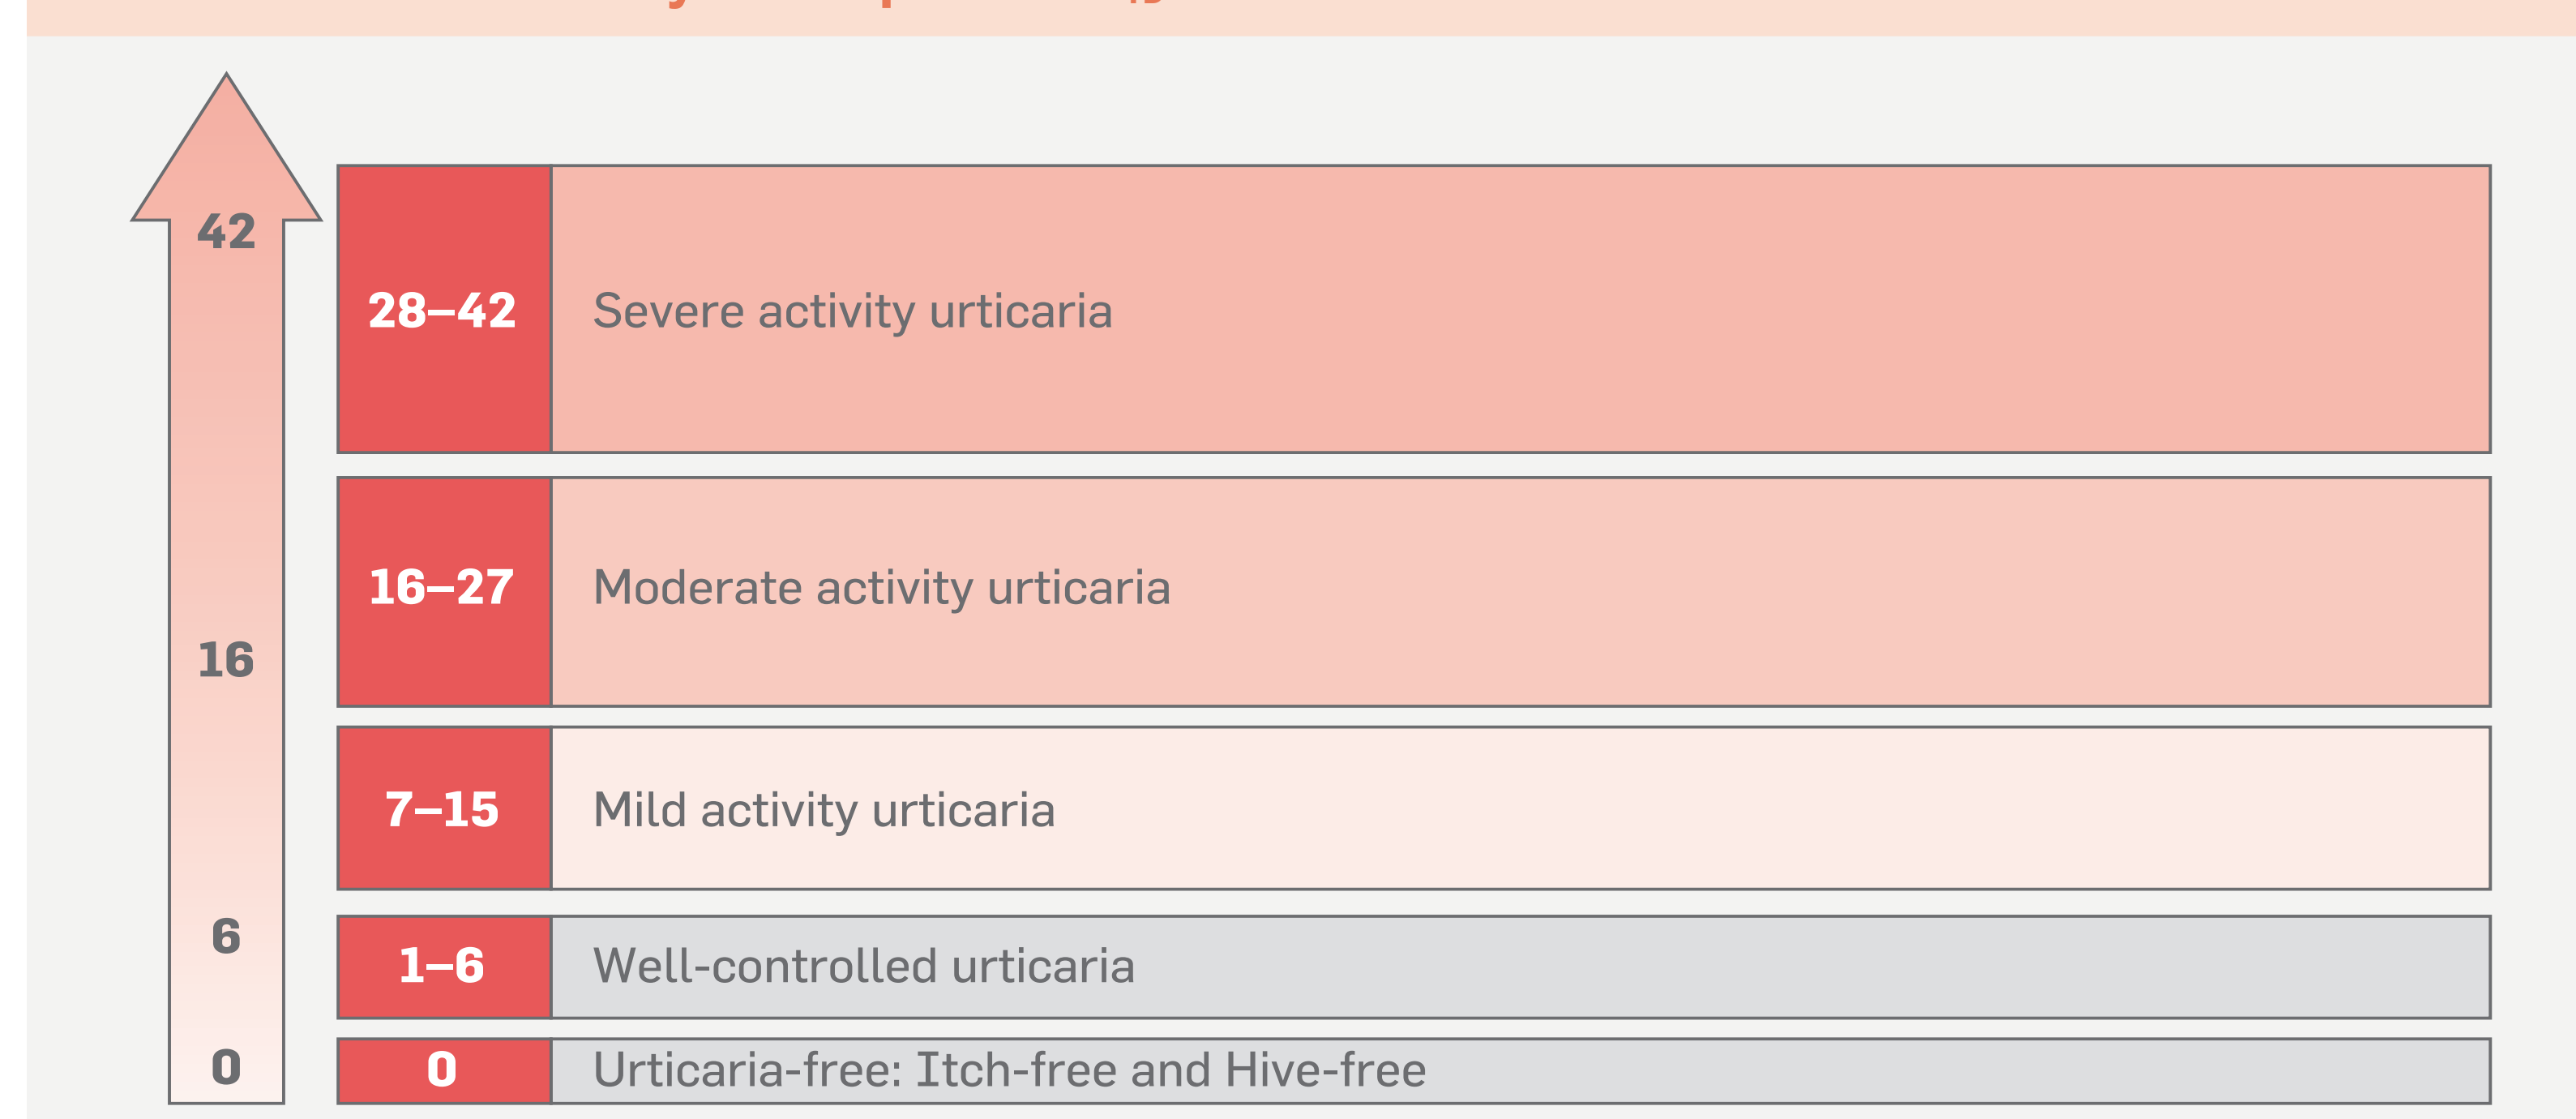 42
28–42 Severe activity urticaria
16–27 Moderate activity urticaria
16
7–15 Mild activity urticaria
6
1–6 Well-controlled urticaria
0
0 Urticaria-free: Itch-free and Hive-free